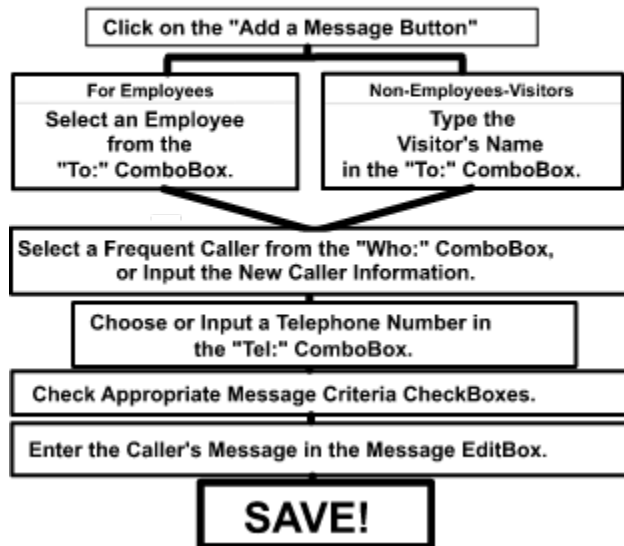 Click on the "Add a Message Button"
For Employees
Select an Employee
from the
"To:" ComboBox.
Non-Employees-Visitors
Type the
Visitor's Name
in the "To:" ComboBox.
Select a Frequent Caller from the "Who:" ComboBox,
or Input the New Caller Information.
Choose or Input a Telephone Number in
the "Tel:" ComboBox.
Check Appropriate Message Criteria CheckBoxes.
Enter the Caller's Message in the Message EditBox.
SAVE!